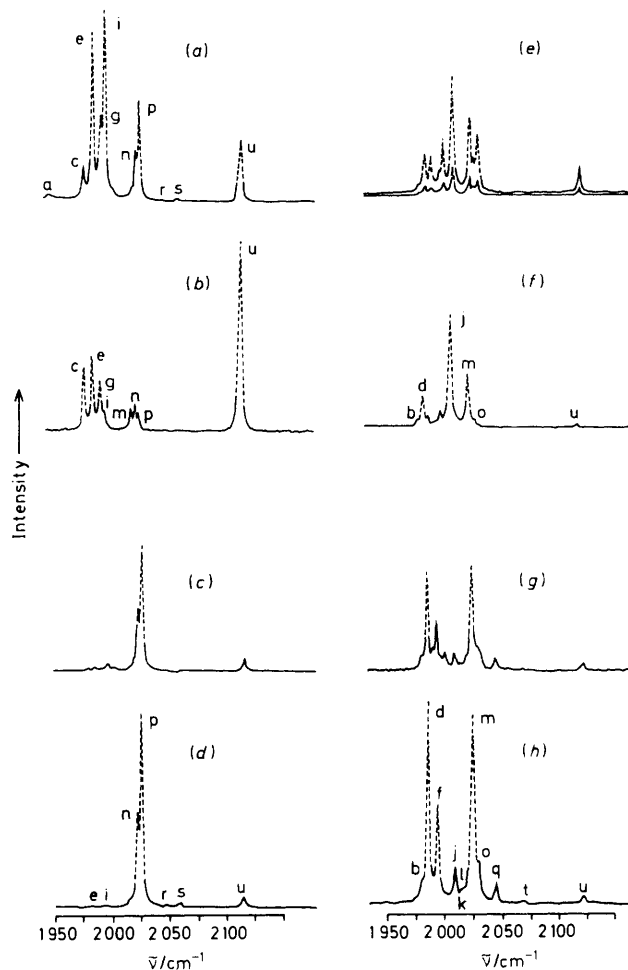 e
i
(a)
g
p
n
c
u
a
r
s
(e)
(b)
u
c
e
g
i
n
m
p
(f)
j
m
d
b
o
u
Intensity
(c)
(g)
(d)
p
n
e
i
r
s
u
(h)
d
m
f
b
j
l
k
o
q
t
u
1950 2000 2050 2100
ṽ/cm⁻¹
1950 2000 2050 2100
ṽ/cm⁻¹